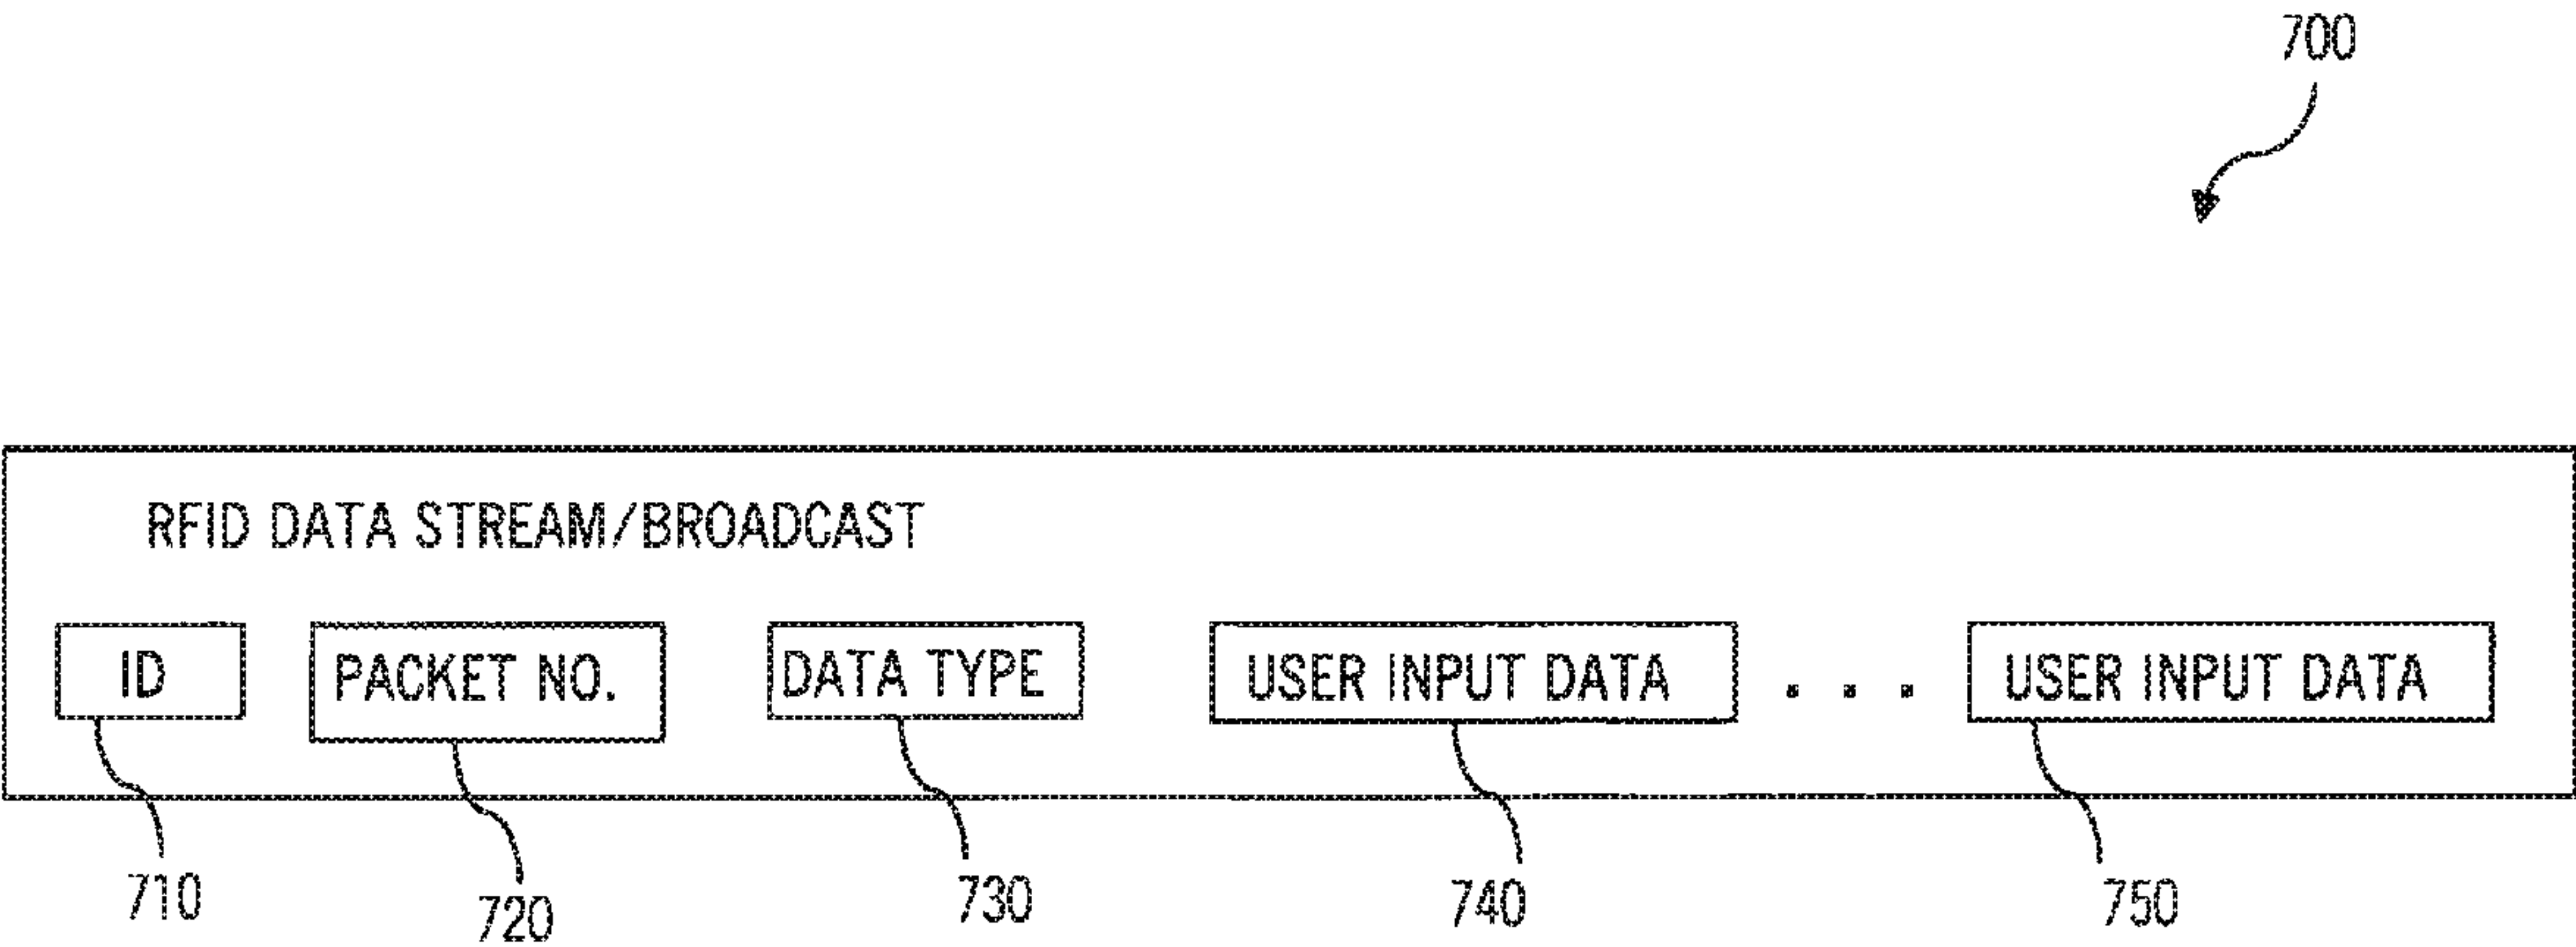 700
RFID DATA STREAM/BROADCAST
ID PACKET NO. DATA TYPE USER INPUT DATA . . . USER INPUT DATA
710 720 730 740 750